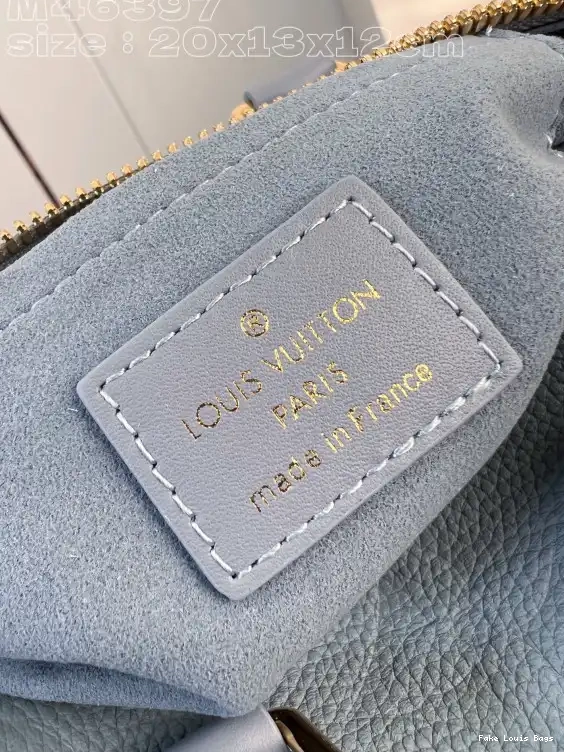 M46397
size : 20x13x12cm
®
LOUIS VUITTON
PARIS
made in France
Fake Louis Bags